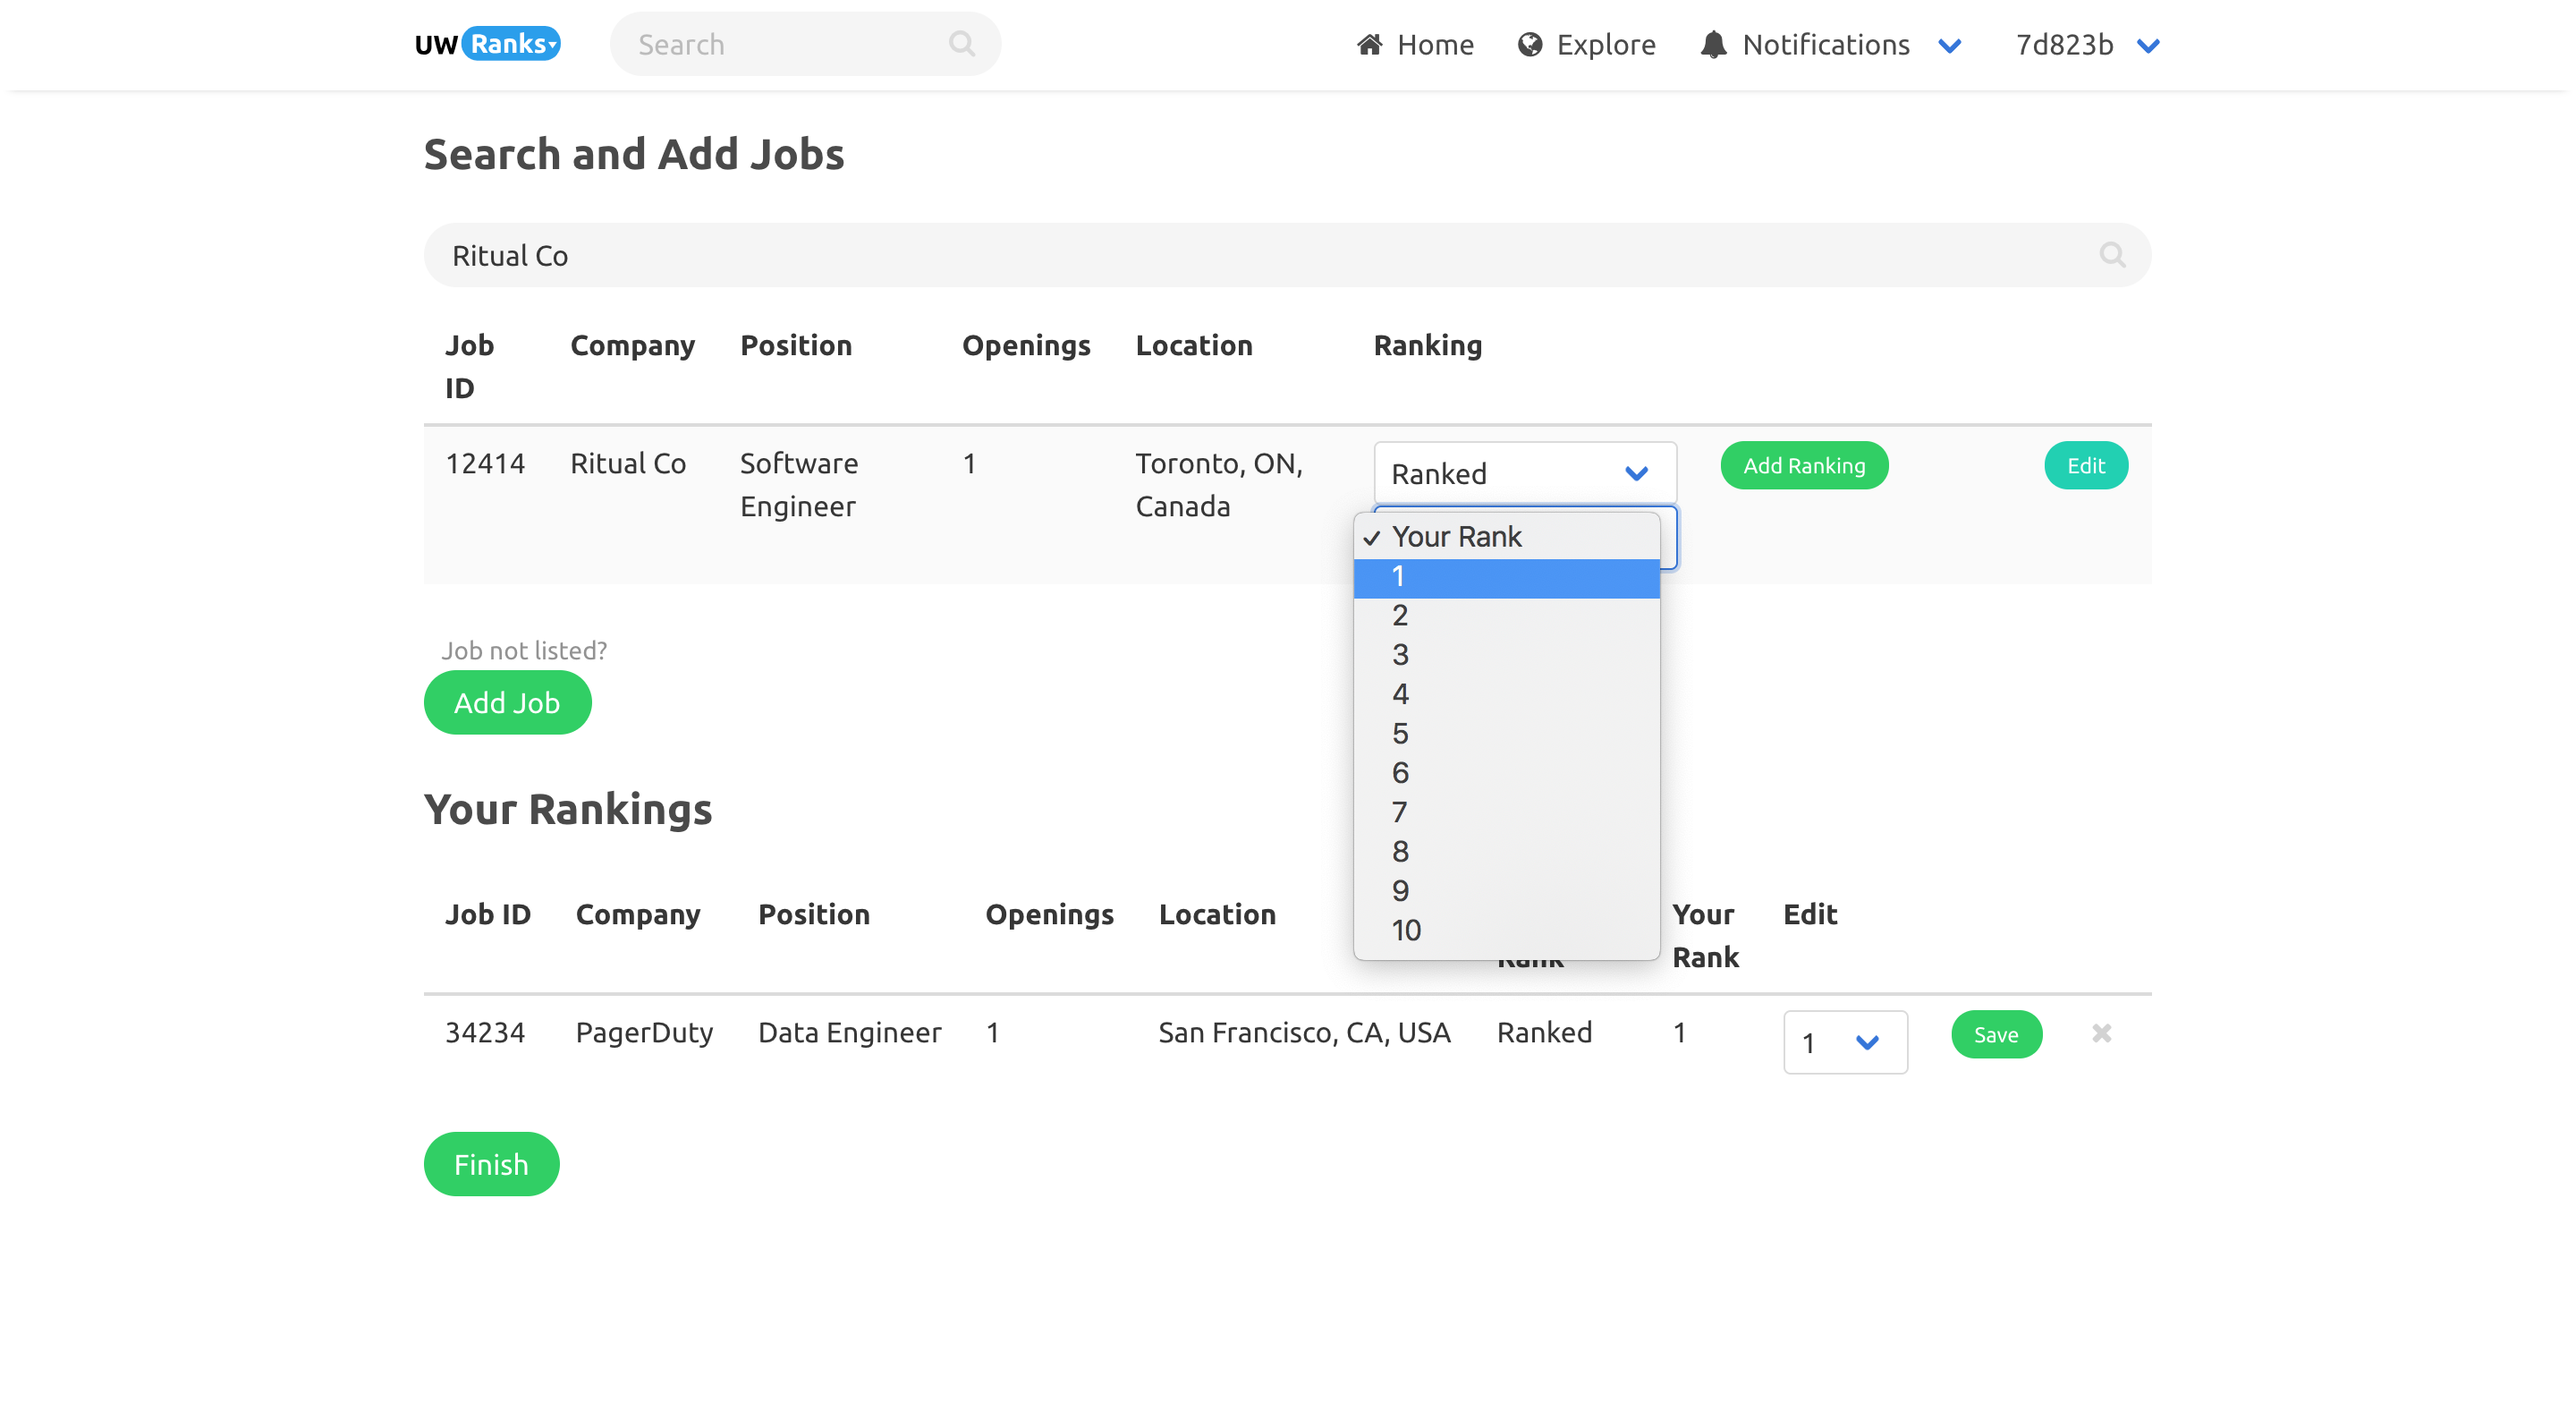 UW Ranks
Search
Home
Explore
Notifications
7d823b
Search and Add Jobs
Ritual Co
Job ID Company Position Openings Location Ranking
12414 Ritual Co Software Engineer 1 Toronto, ON, Canada Ranked Add Ranking Edit
Your Rank
1
2
3
4
5
6
7
8
9
10
Job not listed?
Add Job
Your Rankings
Job ID Company Position Openings Location Rank Your Rank Edit
34234 PagerDuty Data Engineer 1 San Francisco, CA, USA Ranked 1 1 Save
Finish